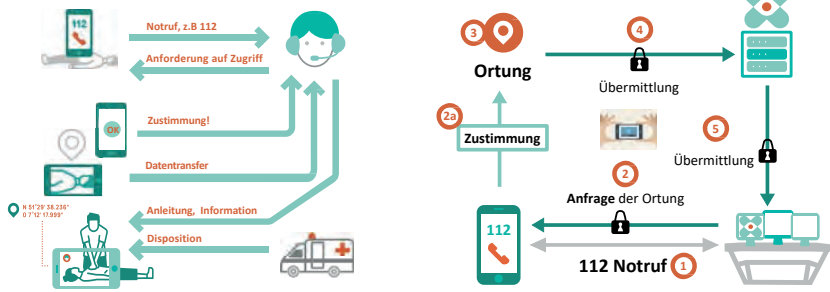 112
Notruf, z.B 112
Anforderung auf Zugriff
OK
Zustimmung!
Datentransfer
N 51°29' 38.236"
O 7°12' 17.999"
Anleitung, Information
Disposition
3
Ortung
4
Übermittlung
2a
Zustimmung
5
Übermittlung
2
Anfrage der Ortung
112
112 Notruf 1